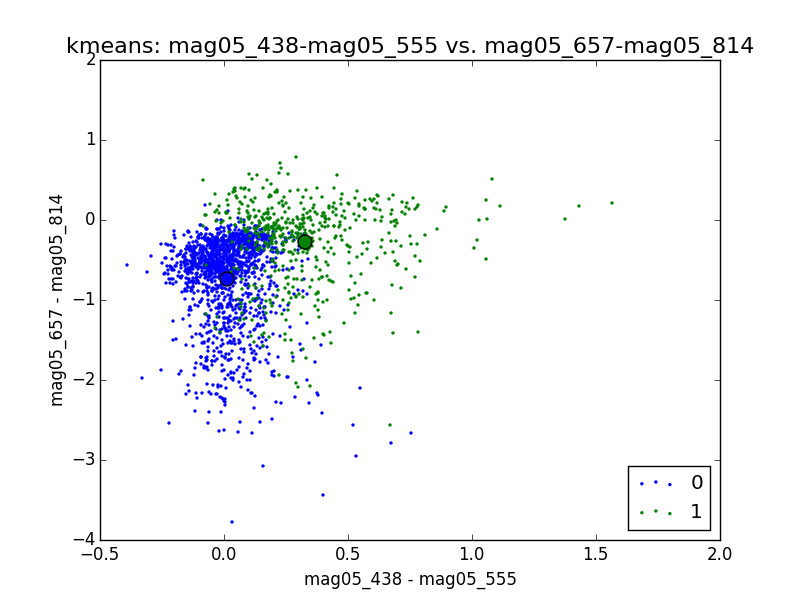 kmeans: mag05_438-mag05_555 vs. mag05_657-mag05_814
2
1
0
−1
−2
−3
−4
mag05_657 - mag05_814
0
1
−0.5 0.0 0.5 1.0 1.5 2.0
mag05_438 - mag05_555